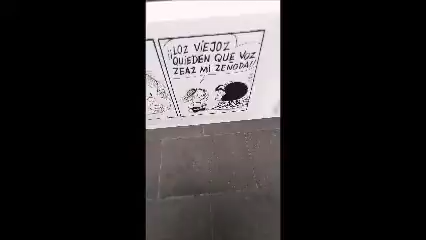 ¡¡LOZ VIEJOZ
QUIEDEN QUE VOZ
ZEAZ MI ZENODA!!